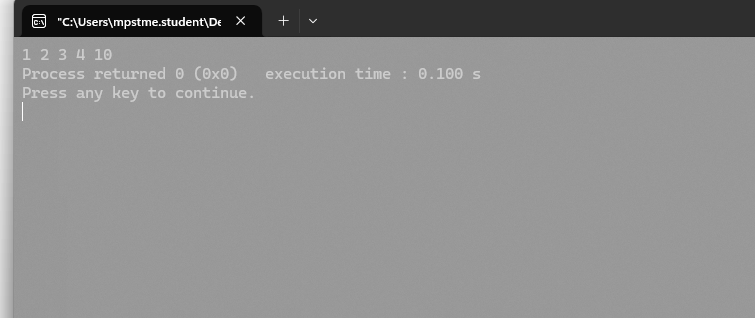 "C:\Users\mpstme.student\De
1 2 3 4 10
Process returned 0 (0x0)   execution time : 0.100 s
Press any key to continue.